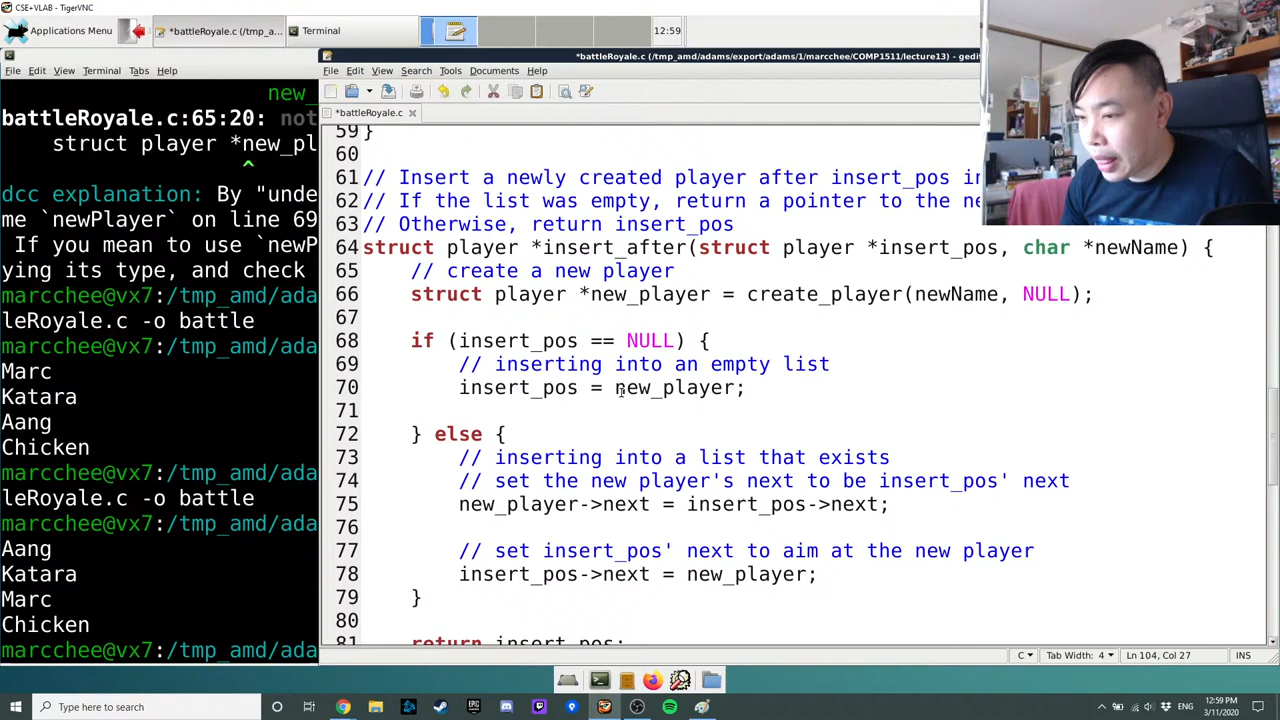 CSE+VLAB - TigerVNC
Applications Menu
*battleRoyale.c (/tmp_a...
Terminal
12:59
*battleRoyale.c (/tmp_amd/adams/export/adams/1/marcchee/COMP1511/lecture13) - gedit
File Edit View Terminal Tabs Help
File Edit View Search Tools Documents Help
*battleRoyale.c
new_
battleRoyale.c:65:20: not
struct player *new_pl
^
dcc explanation: By "unde
me `newPlayer` on line 69
If you mean to use `newP
ying its type, and check
marcchee@vx7:/tmp_amd/ada
leRoyale.c -o battle
marcchee@vx7:/tmp_amd/ada
Marc
Katara
Aang
Chicken
marcchee@vx7:/tmp_amd/ada
leRoyale.c -o battle
marcchee@vx7:/tmp_amd/ada
Aang
Katara
Marc
Chicken
marcchee@vx7:/tmp_amd/ada
59 }
60
61 // Insert a newly created player after insert_pos i
62 // If the list was empty, return a pointer to the ne
63 // Otherwise, return insert_pos
64 struct player *insert_after(struct player *insert_pos, char *newName) {
65 // create a new player
66 struct player *new_player = create_player(newName, NULL);
67
68 if (insert_pos == NULL) {
69 // inserting into an empty list
70 insert_pos = new_player;
71
72 } else {
73 // inserting into a list that exists
74 // set the new player's next to be insert_pos' next
75 new_player->next = insert_pos->next;
76
77 // set insert_pos' next to aim at the new player
78 insert_pos->next = new_player;
79 }
80
81 return insert_pos;
C Tab Width: 4 Ln 104, Col 27 INS
Type here to search
ENG
12:59 PM
3/11/2020